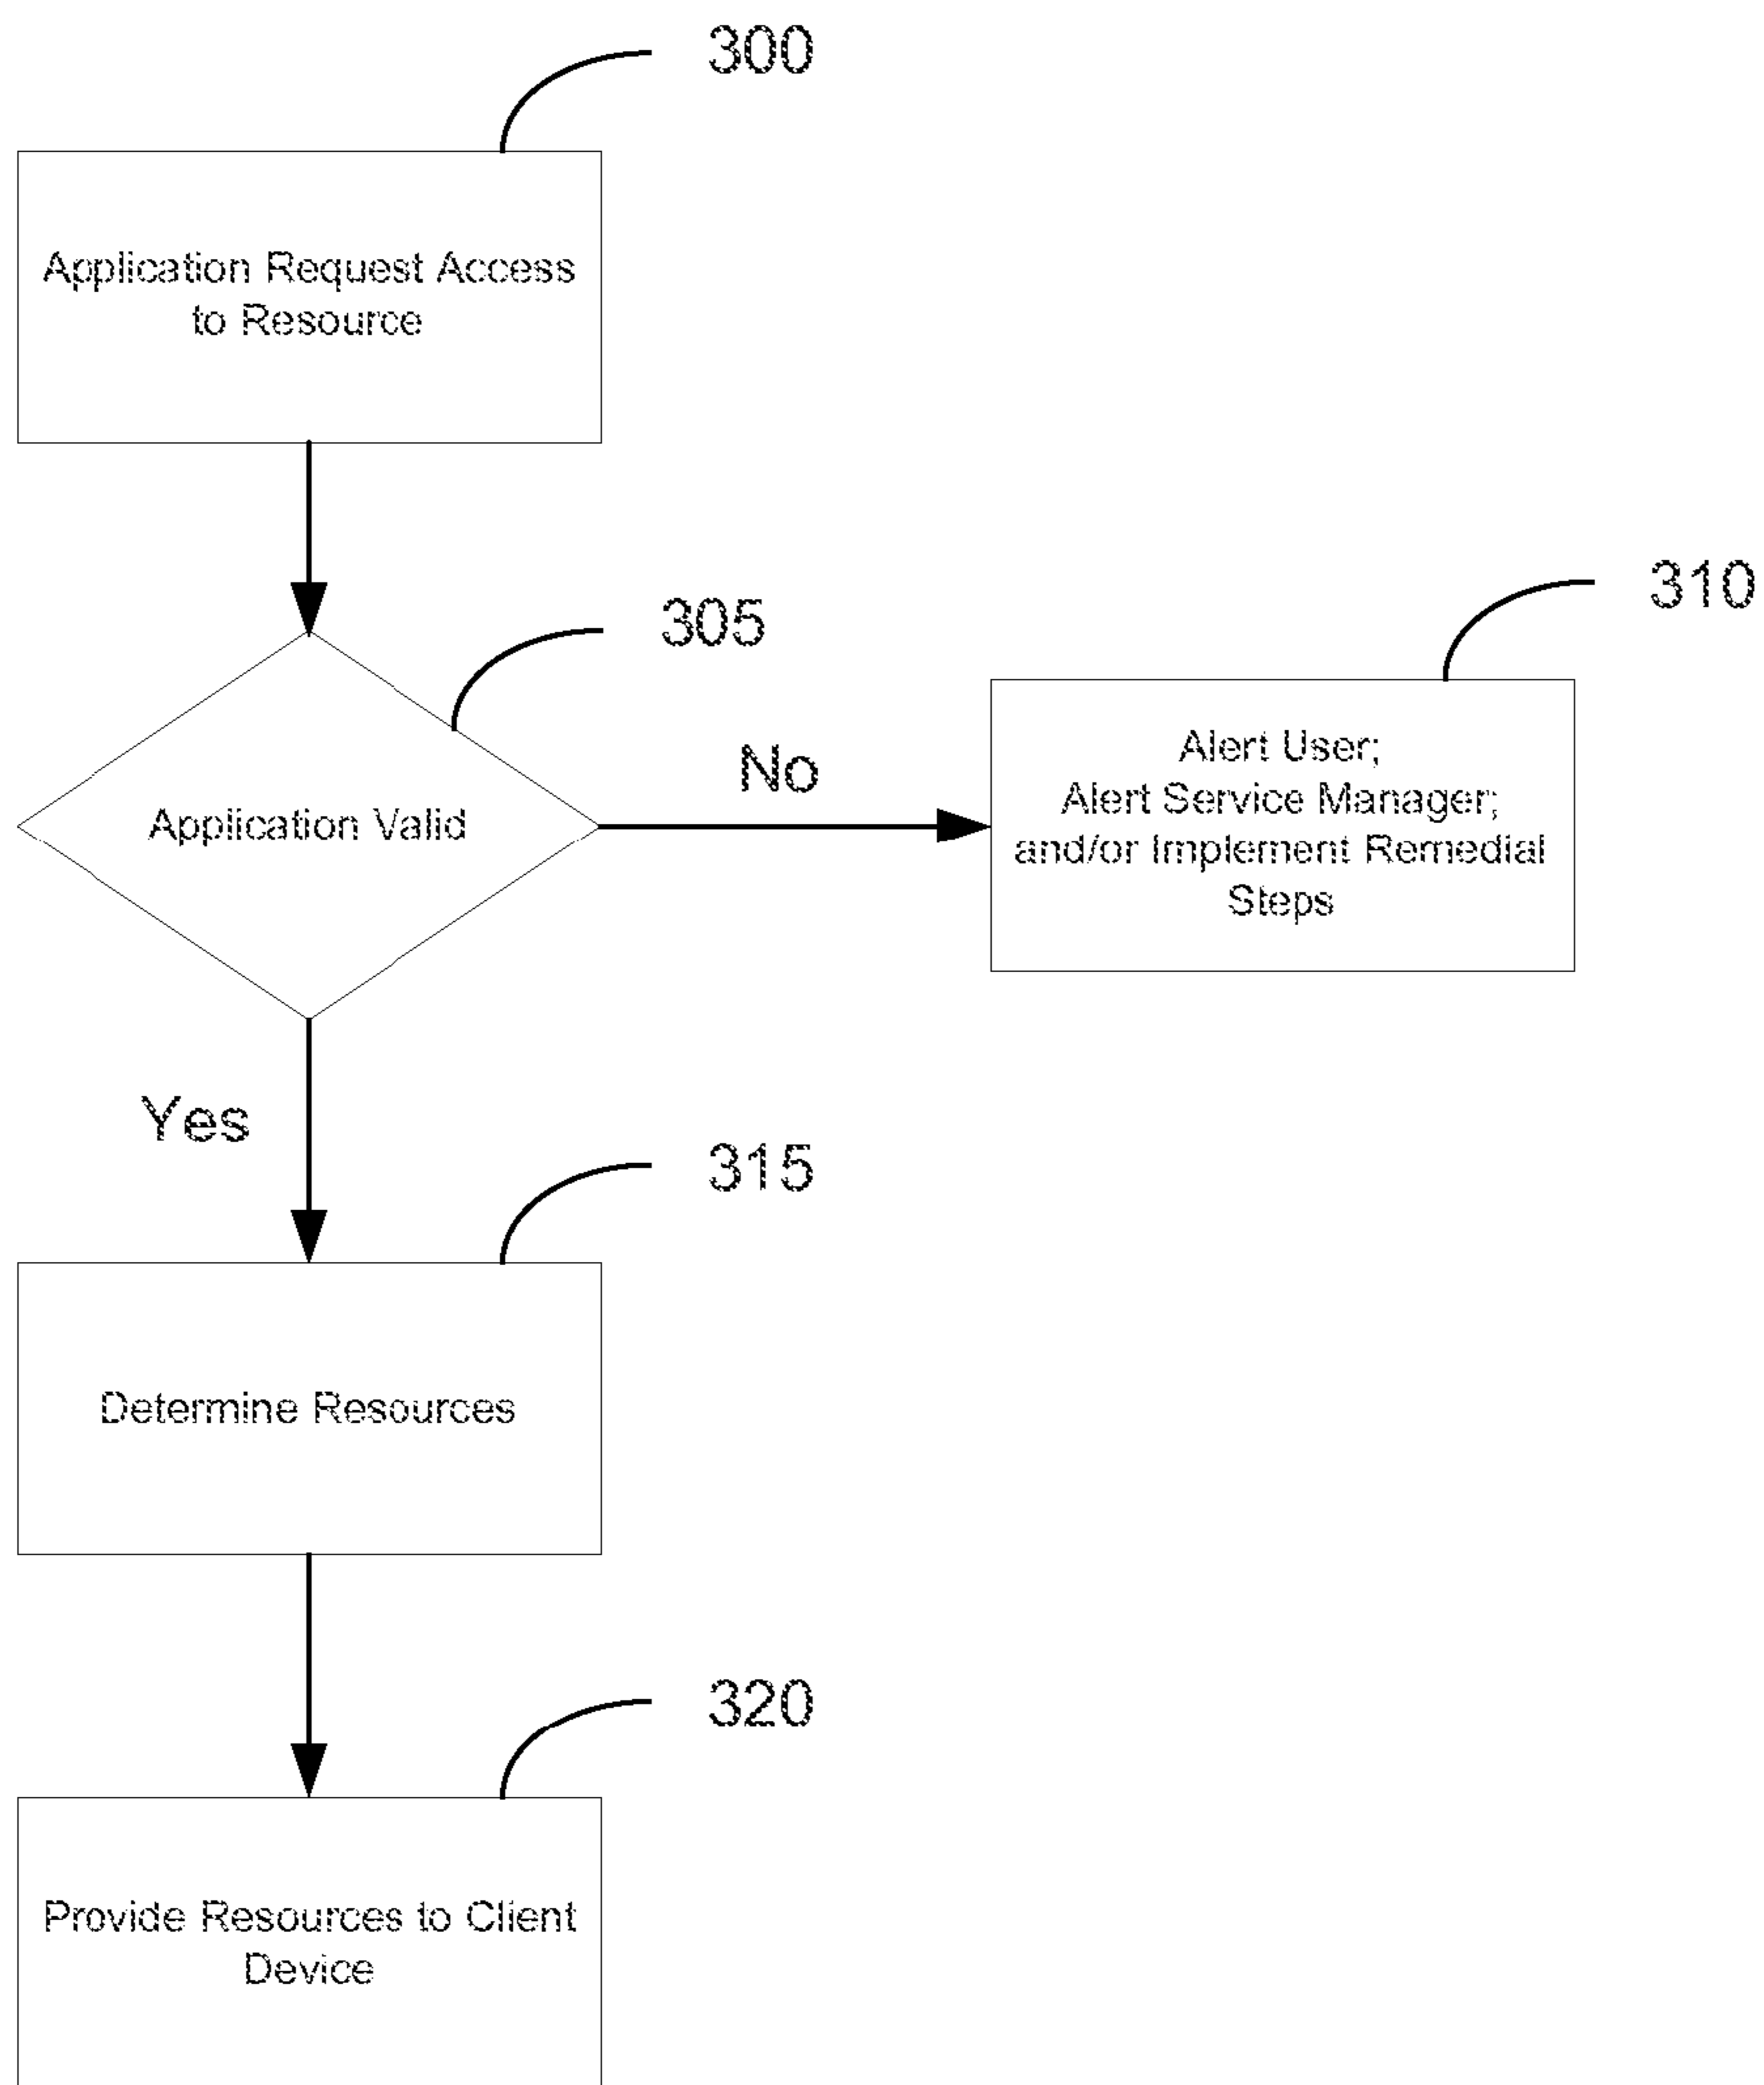 300
Application Request Access
to Resource
305
Application Valid
No
310
Alert User;
Alert Service Manager;
and/or Implement Remedial
Steps
Yes
315
Determine Resources
320
Provide Resources to Client
Device